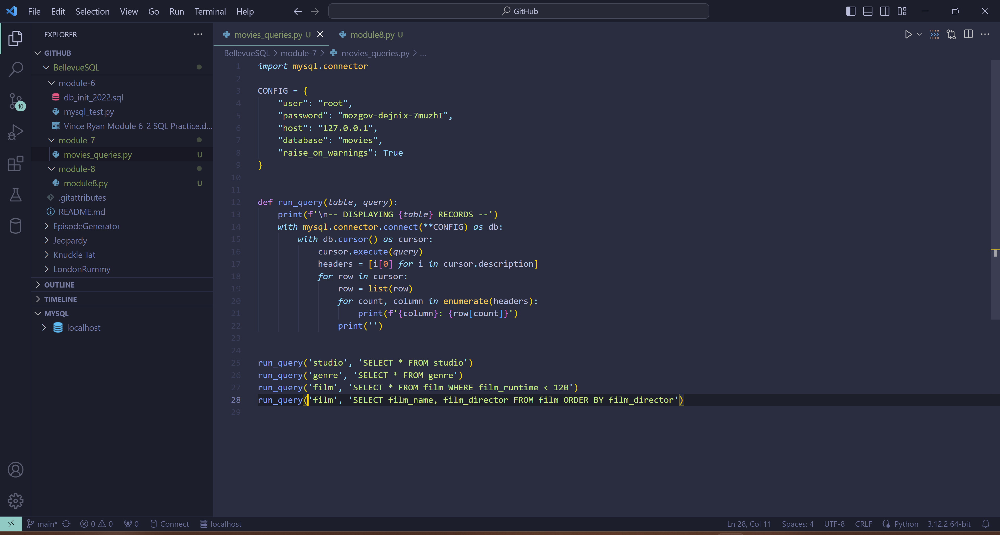 File Edit Selection View Go Run Terminal Help
GitHub
EXPLORER
GITHUB
BellevueSQL
module-6
db_init_2022.sql
mysql_test.py
Vince Ryan Module 6_2 SQL Practice.d...
module-7
movies_queries.py U
module-8
module8.py U
.gitattributes
README.md
EpisodeGenerator
Jeopardy
Knuckle Tat
LondonRummy
OUTLINE
TIMELINE
MYSQL
localhost
10
movies_queries.py U module8.py U
BellevueSQL > module-7 > movies_queries.py > ...
1 import mysql.connector
2
3 CONFIG = {
4 "user": "root",
5 "password": "mozgov-dejnix-7muzhI",
6 "host": "127.0.0.1",
7 "database": "movies",
8 "raise_on_warnings": True
9 }
10
11
12 def run_query(table, query):
13 print(f'\n-- DISPLAYING {table} RECORDS --')
14 with mysql.connector.connect(**CONFIG) as db:
15 with db.cursor() as cursor:
16 cursor.execute(query)
17 headers = [i[0] for i in cursor.description]
18 for row in cursor:
19 row = list(row)
20 for count, column in enumerate(headers):
21 print(f'{column}: {row[count]}')
22 print('')
23
24
25 run_query('studio', 'SELECT * FROM studio')
26 run_query('genre', 'SELECT * FROM genre')
27 run_query('film', 'SELECT * FROM film WHERE film_runtime < 120')
28 run_query('film', 'SELECT film_name, film_director FROM film ORDER BY film_director')
29
main* 0 0 0 Connect localhost
Ln 28, Col 11 Spaces: 4 UTF-8 CRLF Python 3.12.2 64-bit